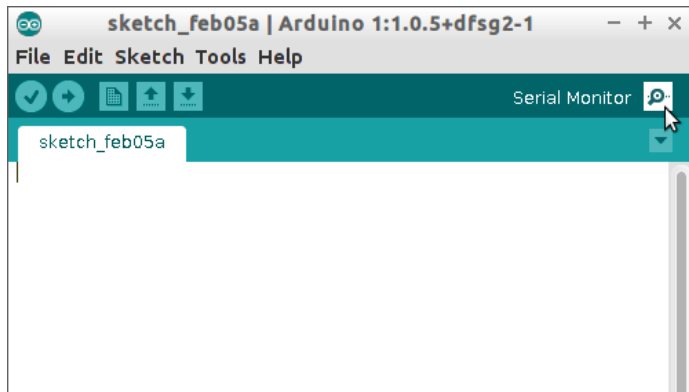 sketch_feb05a | Arduino 1:1.0.5+dfsg2-1
File Edit Sketch Tools Help
Serial Monitor
sketch_feb05a